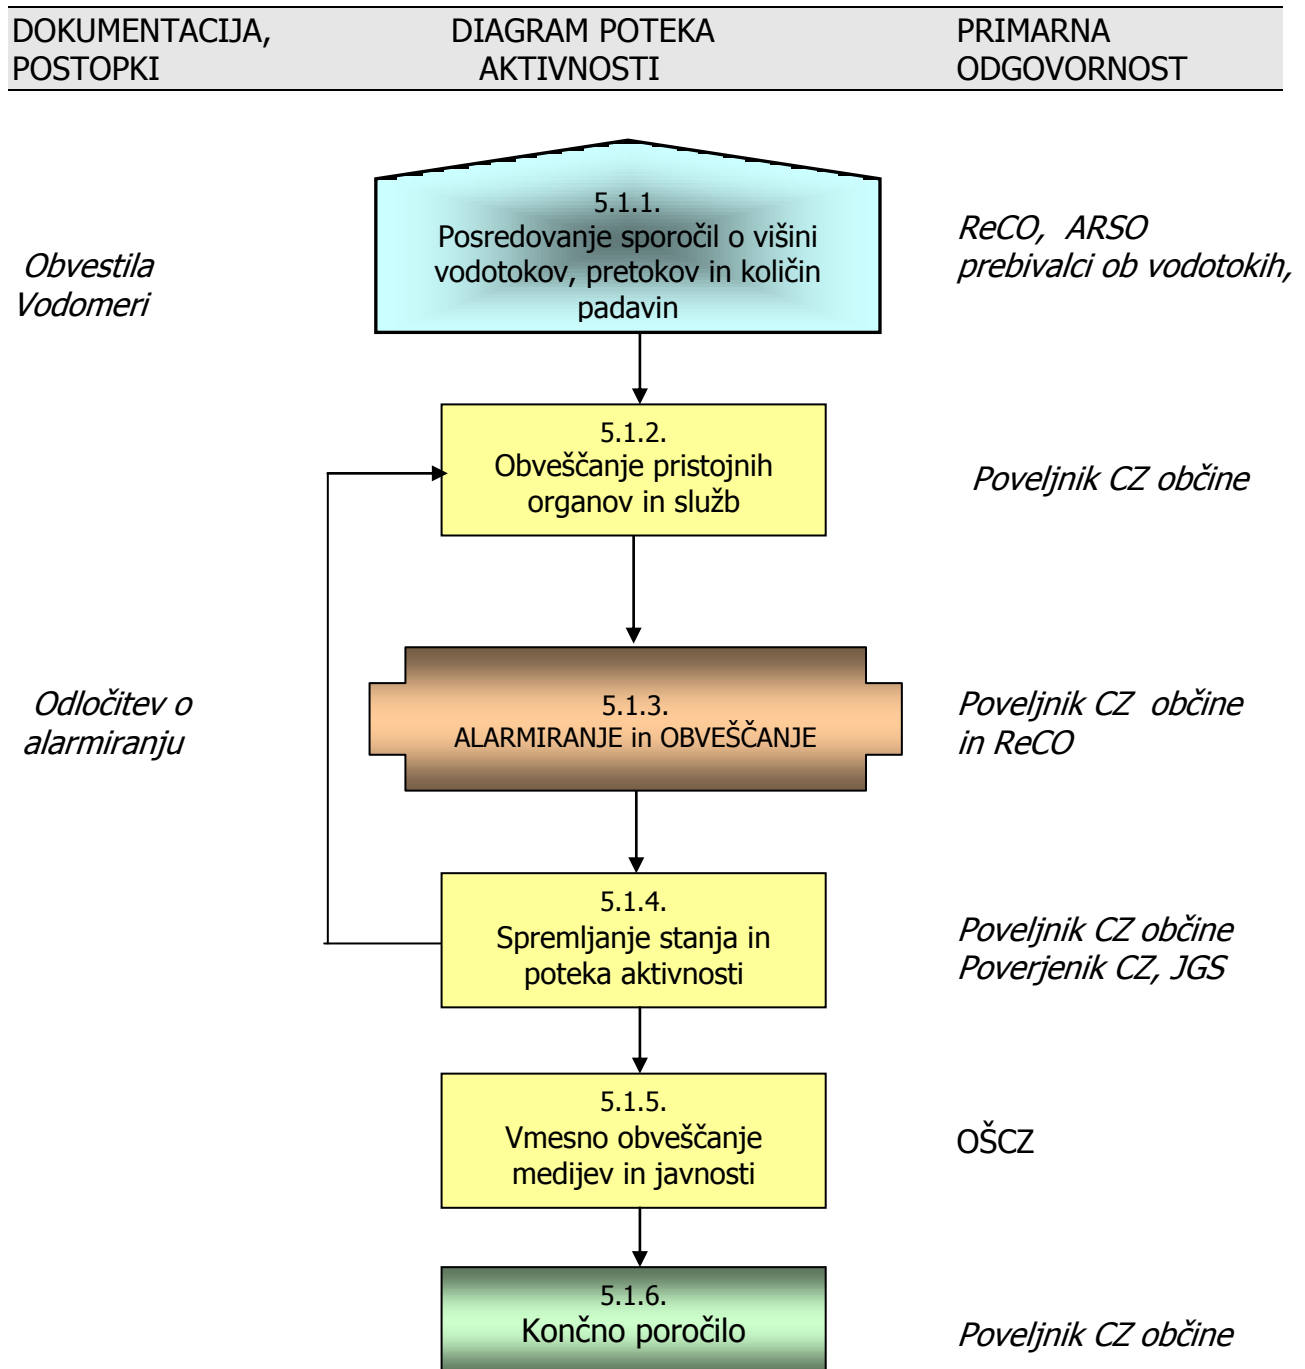 DOKUMENTACIJA,
POSTOPKI
DIAGRAM POTEKA
AKTIVNOSTI
PRIMARNA
ODGOVORNOST
Obvestila
Vodomeri
5.1.1.
Posredovanje sporočil o višini
vodotokov, pretokov in količin
padavin
ReCO, ARSO
prebivalci ob vodotokih,
5.1.2.
Obveščanje pristojnih
organov in služb
Poveljnik CZ občine
Odločitev o
alarmiranju
5.1.3.
ALARMIRANJE in OBVEŠČANJE
Poveljnik CZ občine
in ReCO
5.1.4.
Spremljanje stanja in
poteka aktivnosti
Poveljnik CZ občine
Poverjenik CZ, JGS
5.1.5.
Vmesno obveščanje
medijev in javnosti
OŠCZ
5.1.6.
Končno poročilo
Poveljnik CZ občine